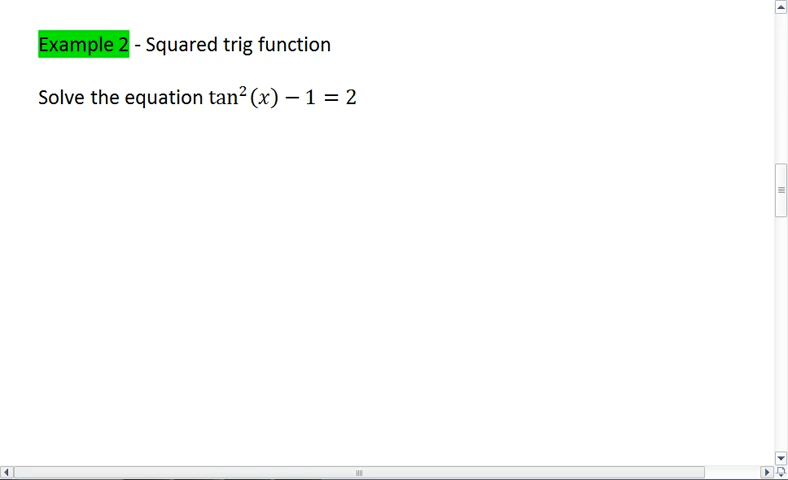 Example 2 - Squared trig function
Solve the equation tan²(x) − 1 = 2